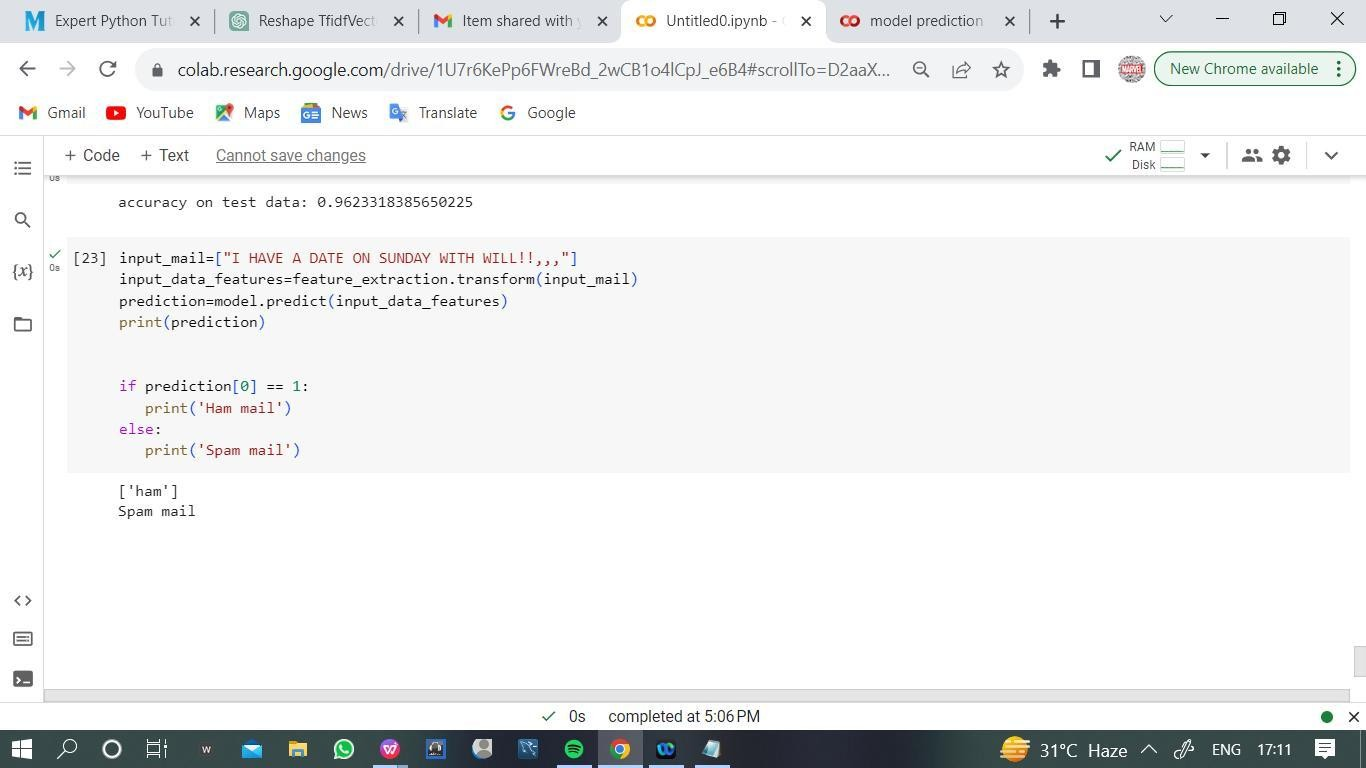 Expert Python Tut
Reshape TfidfVect
Item shared with y
Untitled0.ipynb -
model prediction
colab.research.google.com/drive/1U7r6KePp6FWreBd_2wCB1o4lCpJ_e6B4#scrollTo=D2aaX...
New Chrome available
Gmail
YouTube
Maps
News
Translate
Google
+ Code
+ Text
Cannot save changes
RAM
Disk
0s
accuracy on test data: 0.9623318385650225
[23] input_mail=["I HAVE A DATE ON SUNDAY WITH WILL!!,,,"]
0s
input_data_features=feature_extraction.transform(input_mail)
prediction=model.predict(input_data_features)
print(prediction)
if prediction[0] == 1:
print('Ham mail')
else:
print('Spam mail')
['ham']
Spam mail
{x}
0s completed at 5:06 PM
31°C Haze
ENG
17:11